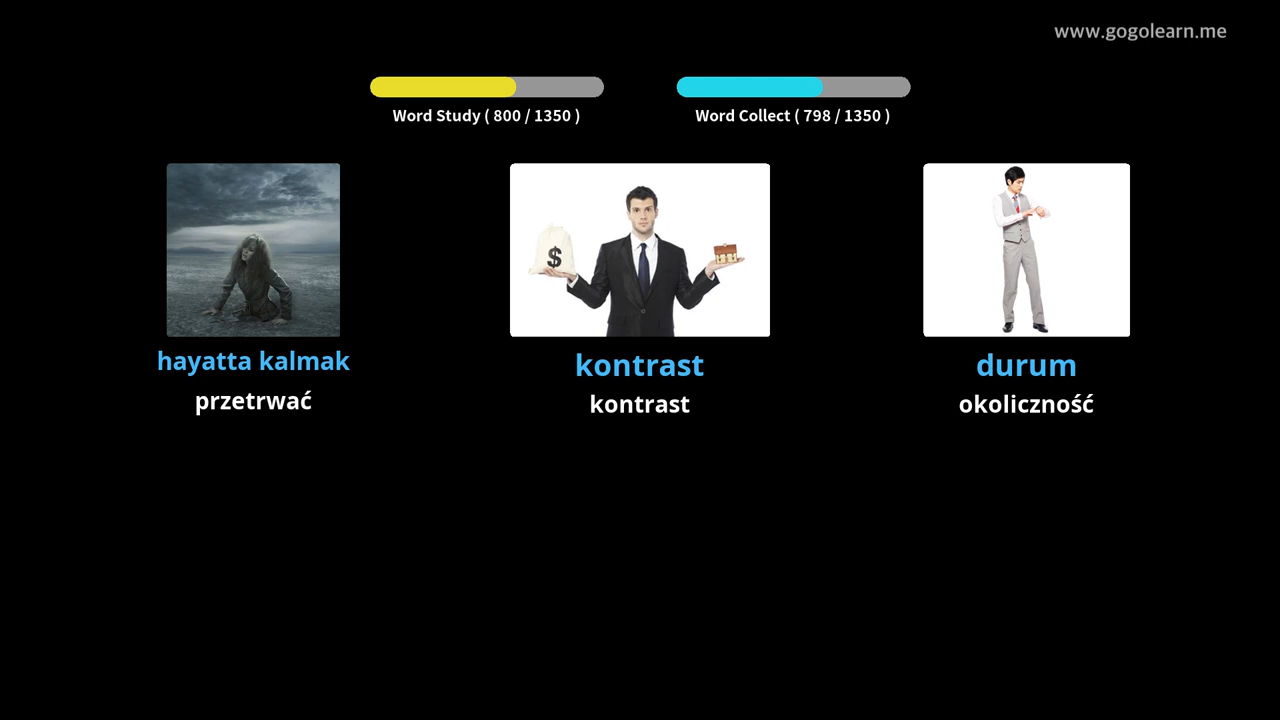 www.gogolearn.me
Word Study ( 800 / 1350 )
Word Collect ( 798 / 1350 )
$
hayatta kalmak
kontrast
durum
przetrwać
kontrast
okoliczność